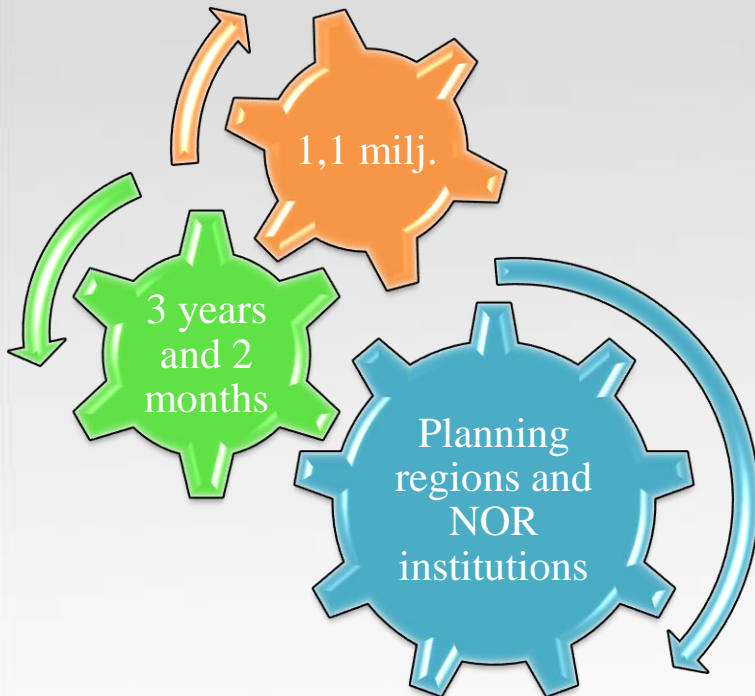 1,1 milj.
3 years
and 2
months
Planning
regions and
NOR
institutions